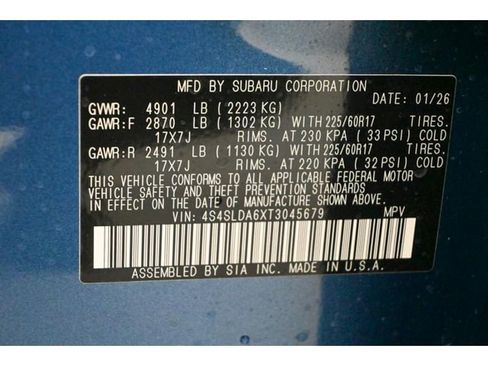 MFD BY SUBARU CORPORATION
GVWR: 4901 LB (2223 KG) DATE: 01/26
GAWR:F 2870 LB (1302 KG) WITH 225/60R17 TIRES.
17X7J RIMS. AT 230 KPA (33 PSI) COLD
GAWR:R 2491 LB (1130 KG) WITH 225/60R17 TIRES.
17X7J RIMS. AT 220 KPA (32 PSI) COLD
THIS VEHICLE CONFORMS TO ALL APPLICABLE FEDERAL MOTOR
VEHICLE SAFETY AND THEFT PREVENTION STANDARDS
IN EFFECT ON THE DATE OF MANUFACTURE SHOWN ABOVE.
VIN: 4S4SLDA6XT3045679 MPV
ASSEMBLED BY SIA INC. MADE IN U.S.A.